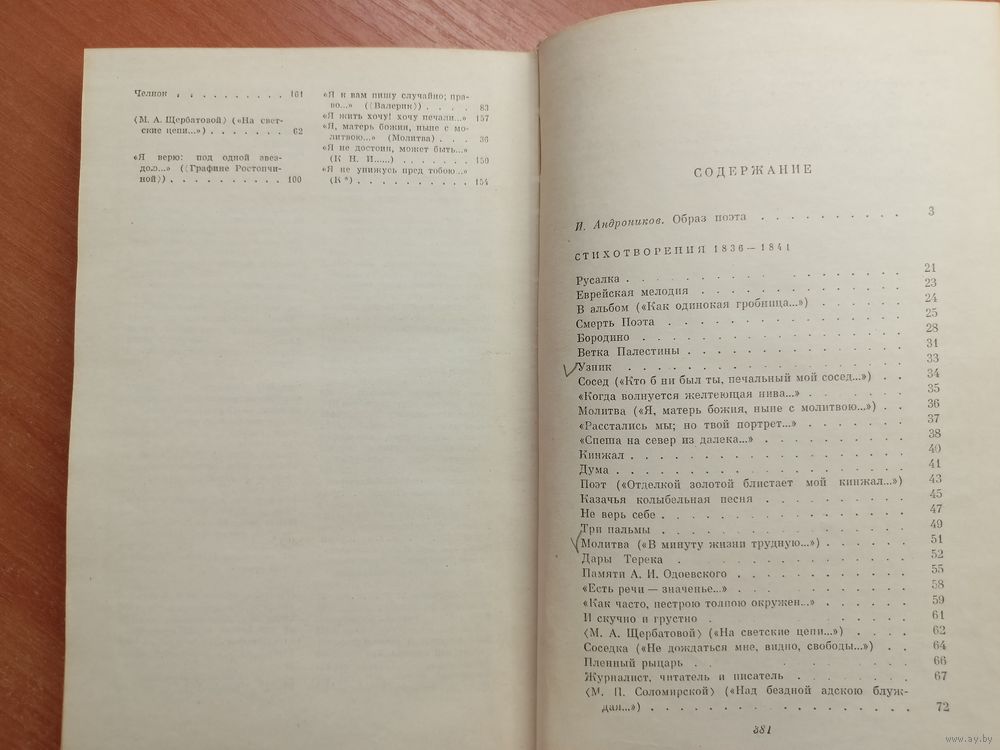 Челнок . . . . . . . . . . 161
⟨М. А. Щербатовой⟩ («На свет-
ские цепи...») . . . . . . . 62
«Я верю: под одной звез-
дою...» (⟨Графине Ростопчи-
ной⟩) . . . . . . . . . . 100
«Я к вам пишу случайно; пра-
во...» (⟨Валерик⟩) . . . . 83
«Я жить хочу! хочу печали...» 157
«Я, матерь божия, ныне с мо-
литвою...» (Молитва) . . . 36
«Я не достоин, может быть...»
(К Н. И......) . . . . . . . 150
«Я не унижусь пред тобою...»
(К*) . . . . . . . . . . 154
СОДЕРЖАНИЕ
И. Андроников. Образ поэта . . . . . . . . . . 3
СТИХОТВОРЕНИЯ 1836—1841
Русалка . . . . . . . . . . 21
Еврейская мелодия . . . . . . . . . . 23
В альбом («Как одинокая гробница...») . . . . . . 24
Смерть Поэта . . . . . . . . . . 25
Бородино . . . . . . . . . . 28
Ветка Палестины . . . . . . . . . . 31
Узник . . . . . . . . . . 33
Сосед («Кто б ни был ты, печальный мой сосед...») . . 34
«Когда волнуется желтеющая нива...» . . . . . . . 35
Молитва («Я, матерь божия, ныне с молитвою...») . . 36
«Расстались мы; но твой портрет...» . . . . . . . 37
«Спеша на север из далека...» . . . . . . . . . 38
Кинжал . . . . . . . . . . 40
Дума . . . . . . . . . . 41
Поэт («Отделкой золотой блистает мой кинжал...») 43
Казачья колыбельная песня . . . . . . . . . 45
Не верь себе . . . . . . . . . . 47
Три пальмы . . . . . . . . . . 49
Молитва («В минуту жизни трудную...») . . . . . . 51
Дары Терека . . . . . . . . . . 52
Памяти А. И. Одоевского . . . . . . . . . . 55
«Есть речи — значенье...» . . . . . . . . . . 58
«Как часто, пестрою толпою окружен...» . . . . . . 59
И скучно и грустно . . . . . . . . . . 61
⟨М. А. Щербатовой⟩ («На светские цепи...») . . . . 62
Соседка («Не дождаться мне, видно, свободы...») . . 64
Пленный рыцарь . . . . . . . . . . 66
Журналист, читатель и писатель . . . . . . . . 67
⟨М. П. Соломирской⟩ («Над бездной адскою блуж-
дая...») . . . . . . . . . . 72
381
www.ay.by